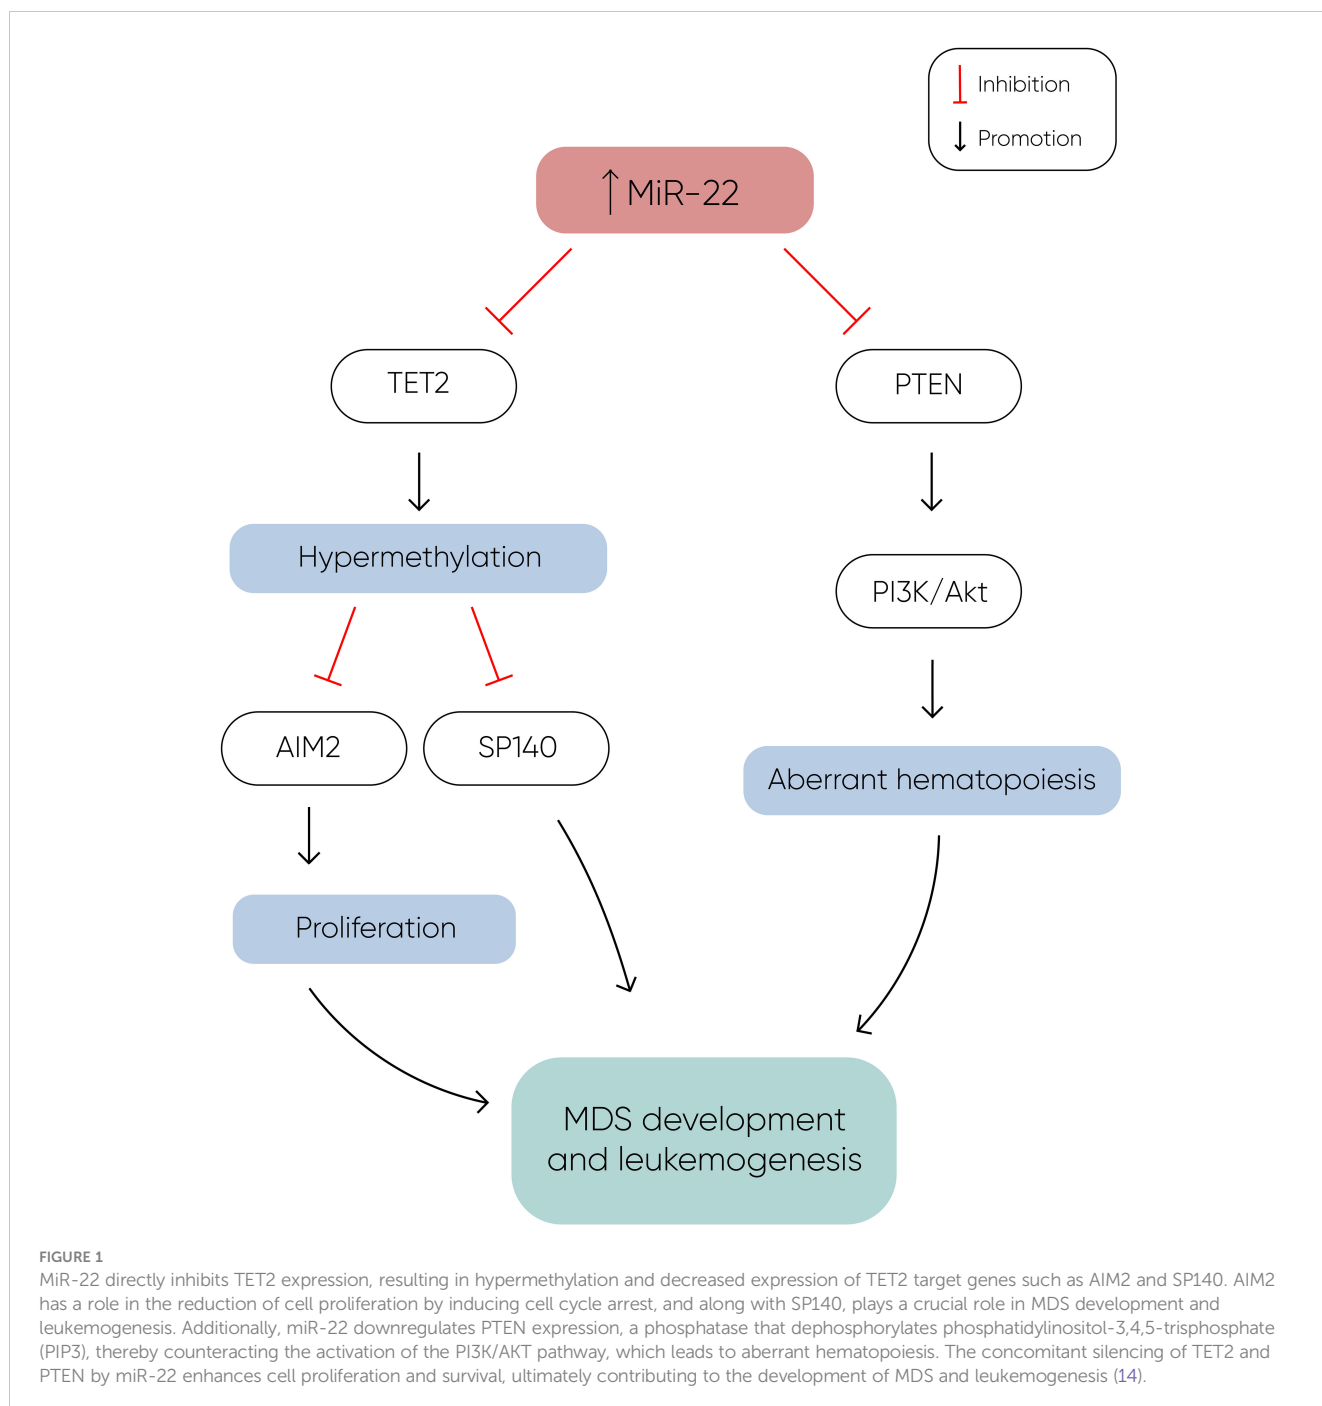 Inhibition
Promotion
↑ MiR-22
TET2
PTEN
Hypermethylation
PI3K/Akt
AIM2
SP140
Aberrant hematopoiesis
Proliferation
MDS development
and leukemogenesis
FIGURE 1
MiR-22 directly inhibits TET2 expression, resulting in hypermethylation and decreased expression of TET2 target genes such as AIM2 and SP140. AIM2
has a role in the reduction of cell proliferation by inducing cell cycle arrest, and along with SP140, plays a crucial role in MDS development and
leukemogenesis. Additionally, miR-22 downregulates PTEN expression, a phosphatase that dephosphorylates phosphatidylinositol-3,4,5-trisphosphate
(PIP3), thereby counteracting the activation of the PI3K/AKT pathway, which leads to aberrant hematopoiesis. The concomitant silencing of TET2 and
PTEN by miR-22 enhances cell proliferation and survival, ultimately contributing to the development of MDS and leukemogenesis (14).